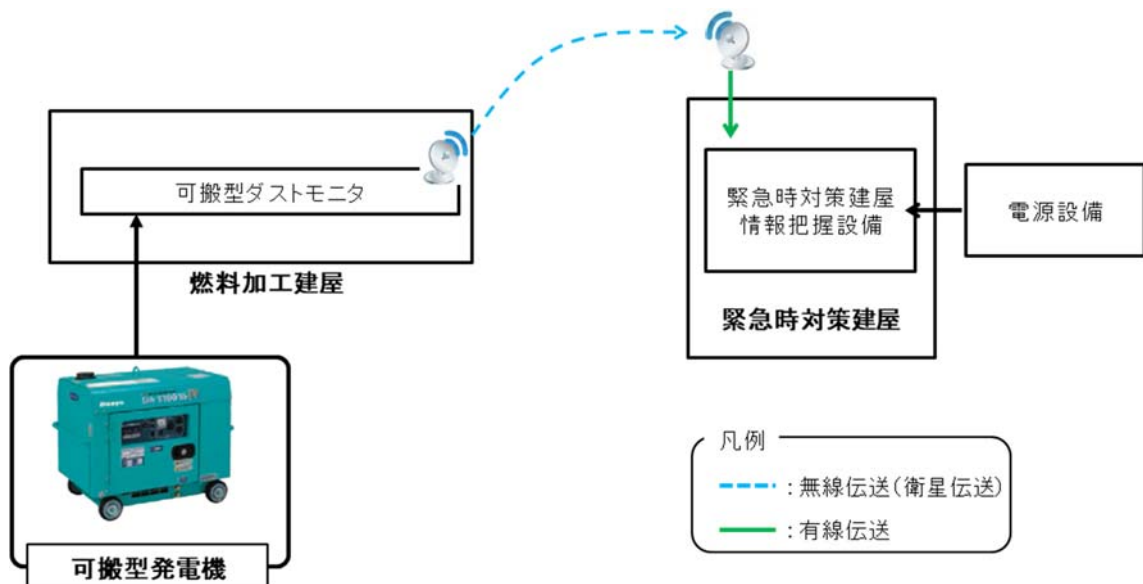 可搬型ダストモニタ
燃料加工建屋
緊急時対策建屋
情報把握設備
電源設備
緊急時対策建屋
可搬型発電機
凡例
：無線伝送(衛星伝送)
：有線伝送